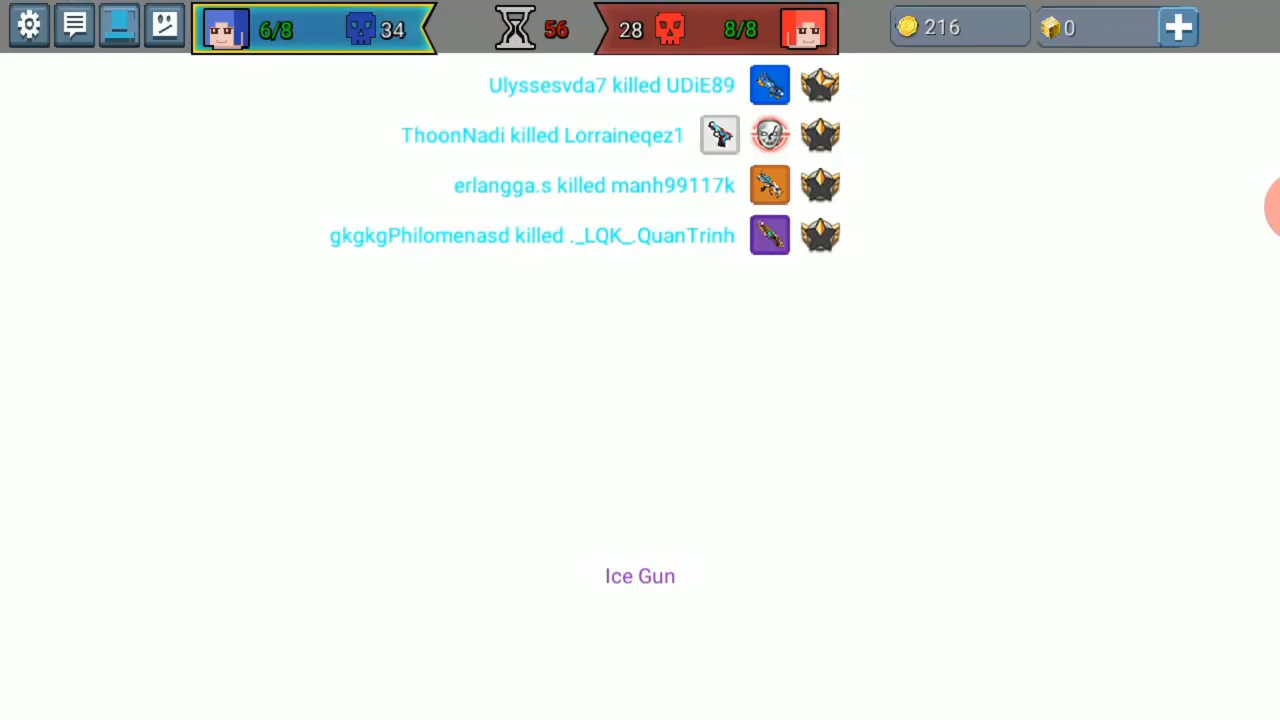 6/8 34 56 28 8/8 216 0
Ulyssesvda7 killed UDiE89
ThoonNadi killed Lorraineqez1
erlangga.s killed manh99117k
gkgkgPhilomenasd killed ._LQK_.QuanTrinh
Ice Gun